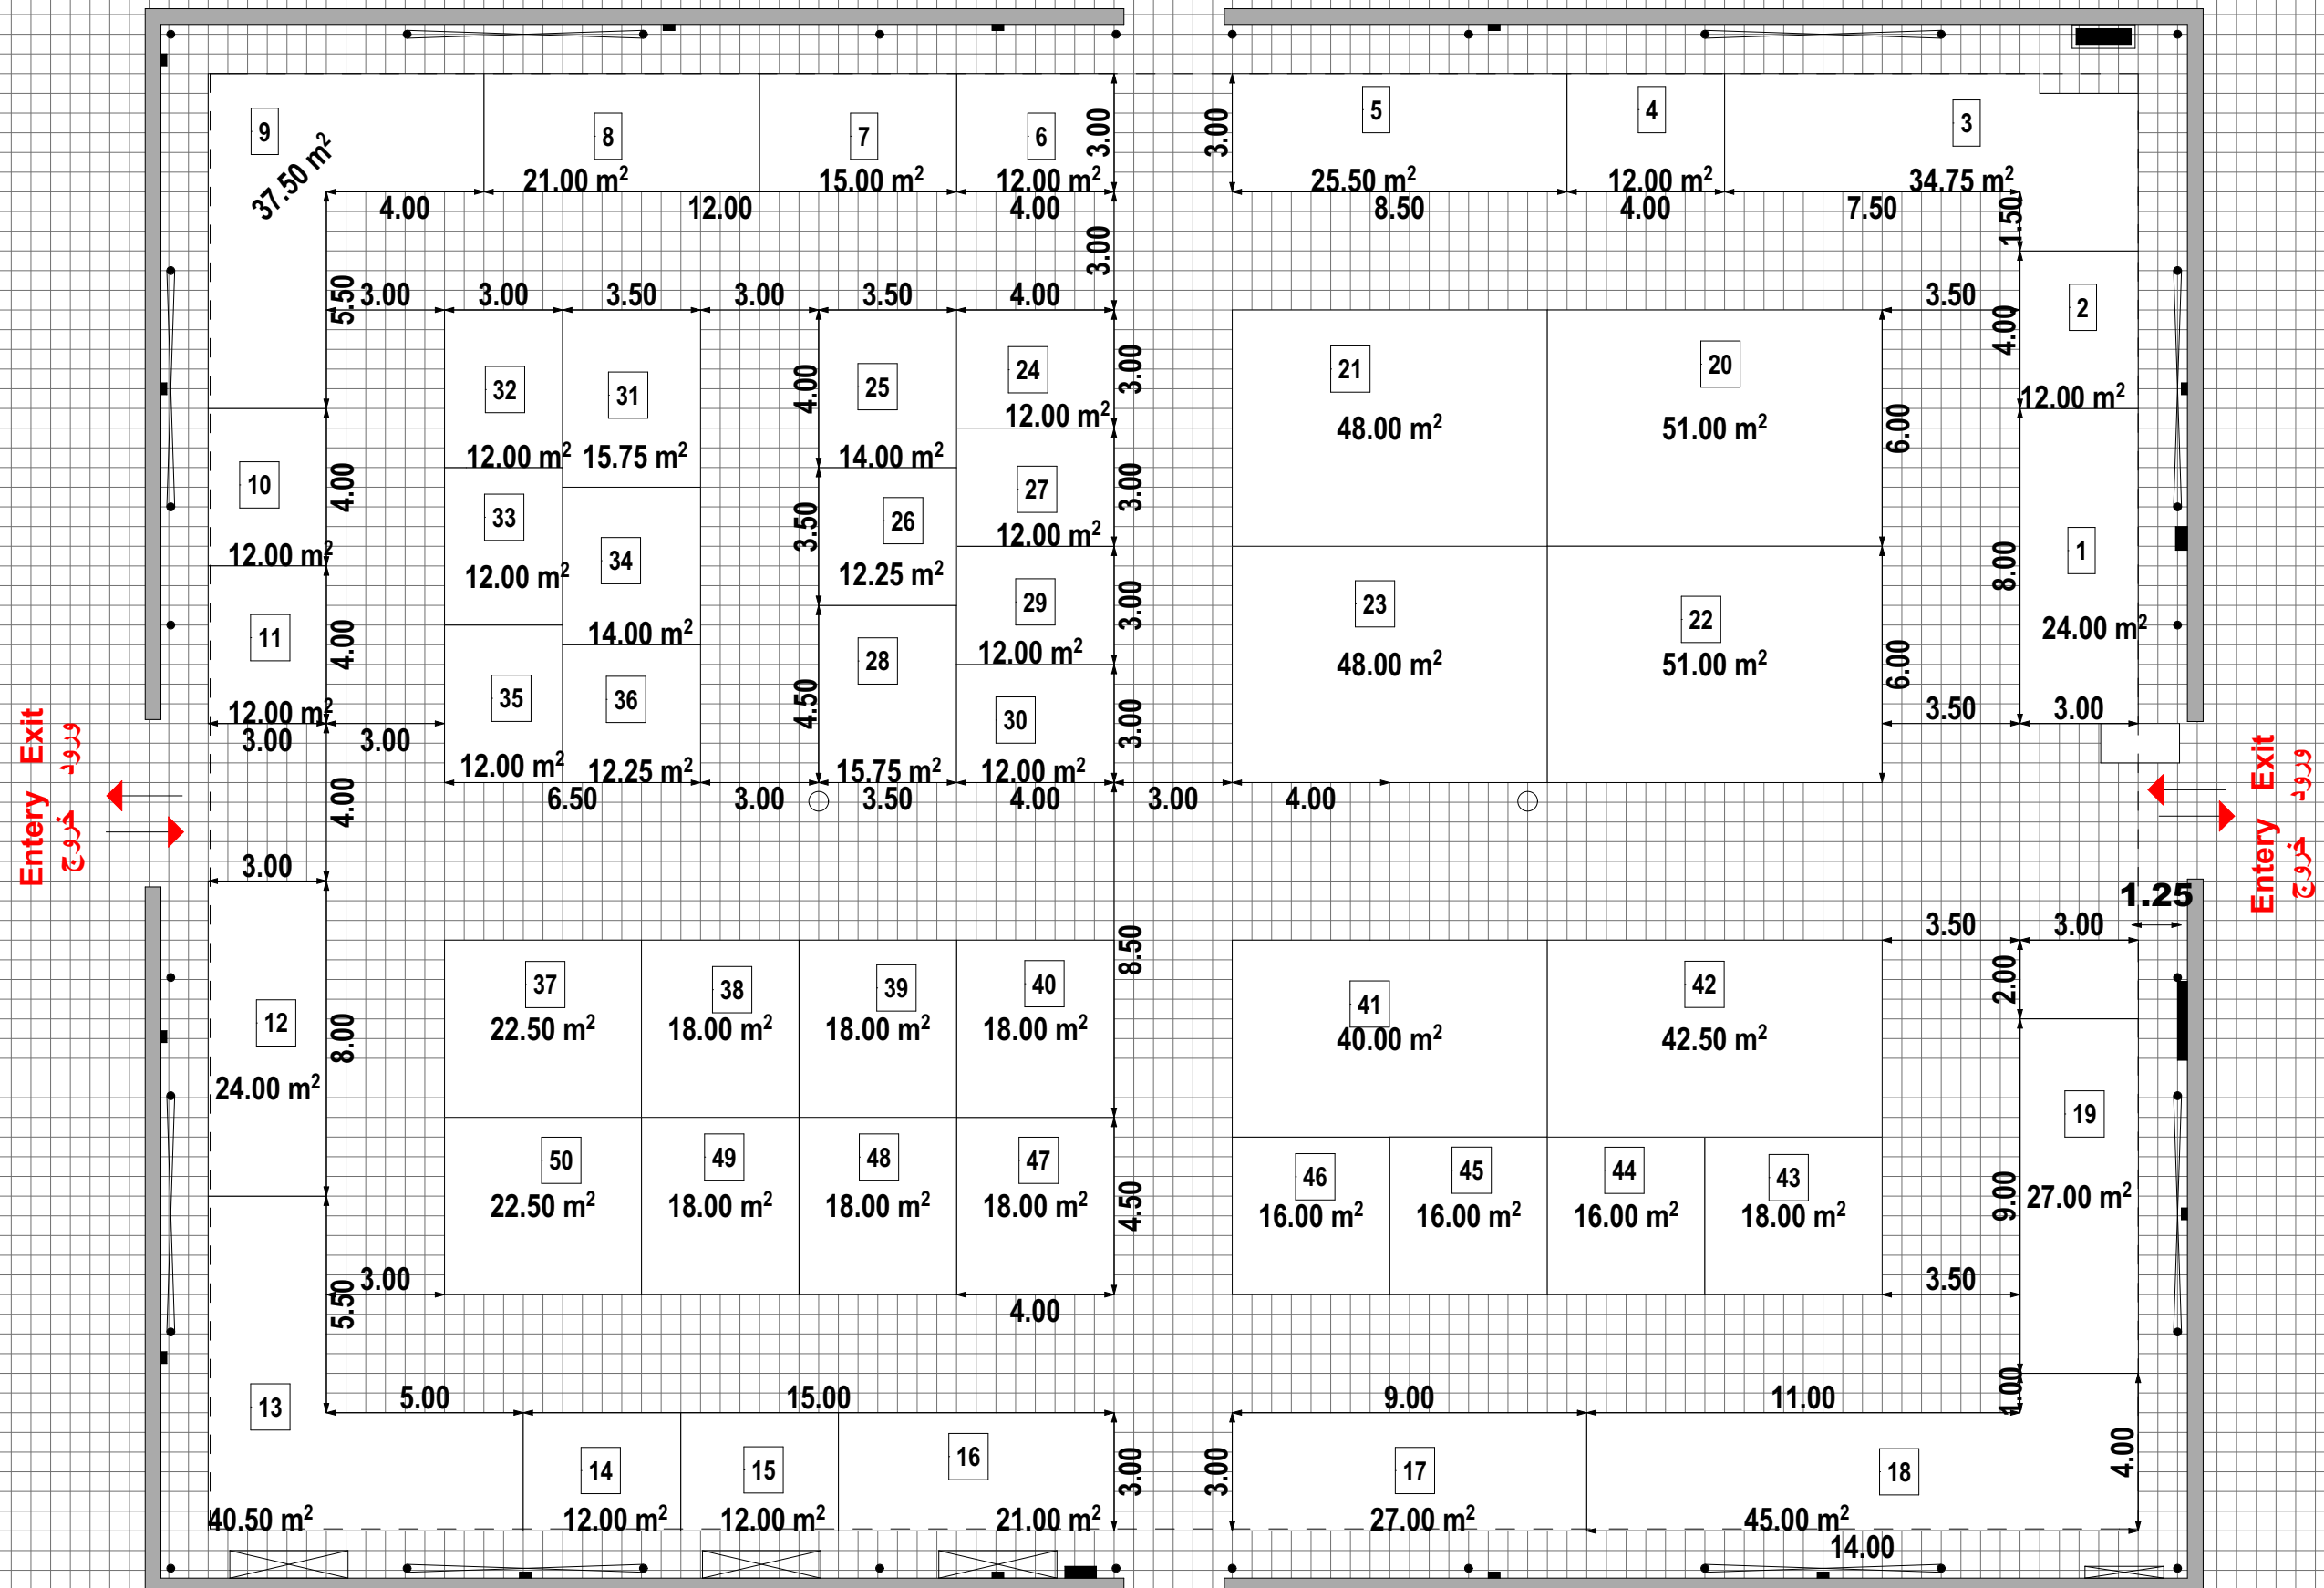 9
8
7
6
5
4
3
37.50 m²
21.00 m²
15.00 m²
12.00 m²
3.00
3.00
25.50 m²
12.00 m²
34.75 m²
4.00
12.00
4.00
8.50
4.00
7.50
1.50
3.00
5.50
3.00
3.00
3.50
3.00
3.50
4.00
3.50
4.00
2
12.00 m²
32
31
25
24
21
20
4.00
3.00
12.00 m²
48.00 m²
51.00 m²
6.00
12.00 m²
15.75 m²
14.00 m²
10
4.00
12.00 m²
33
12.00 m²
34
14.00 m²
3.50
26
12.25 m²
27
12.00 m²
3.00
1
8.00
24.00 m²
11
4.00
12.00 m²
29
12.00 m²
3.00
23
48.00 m²
22
51.00 m²
6.00
28
4.50
35
36
30
3.00
12.00 m²
12.25 m²
15.75 m²
12.00 m²
3.00
3.00
3.50
3.00
6.50
3.00
3.50
4.00
3.00
4.00
4.00
3.00
Entery Exit
ورود خروج
Entery Exit
ورود خروج
1.25
3.50
3.00
8.50
2.00
37
38
39
40
41
42
22.50 m²
18.00 m²
18.00 m²
18.00 m²
40.00 m²
42.50 m²
12
8.00
24.00 m²
19
9.00
27.00 m²
50
49
48
47
46
45
44
43
22.50 m²
18.00 m²
18.00 m²
18.00 m²
4.50
16.00 m²
16.00 m²
16.00 m²
18.00 m²
3.00
5.50
4.00
3.50
13
5.00
15.00
9.00
11.00
1.00
14
15
16
3.00
3.00
17
18
4.00
40.50 m²
12.00 m²
12.00 m²
21.00 m²
27.00 m²
45.00 m²
14.00